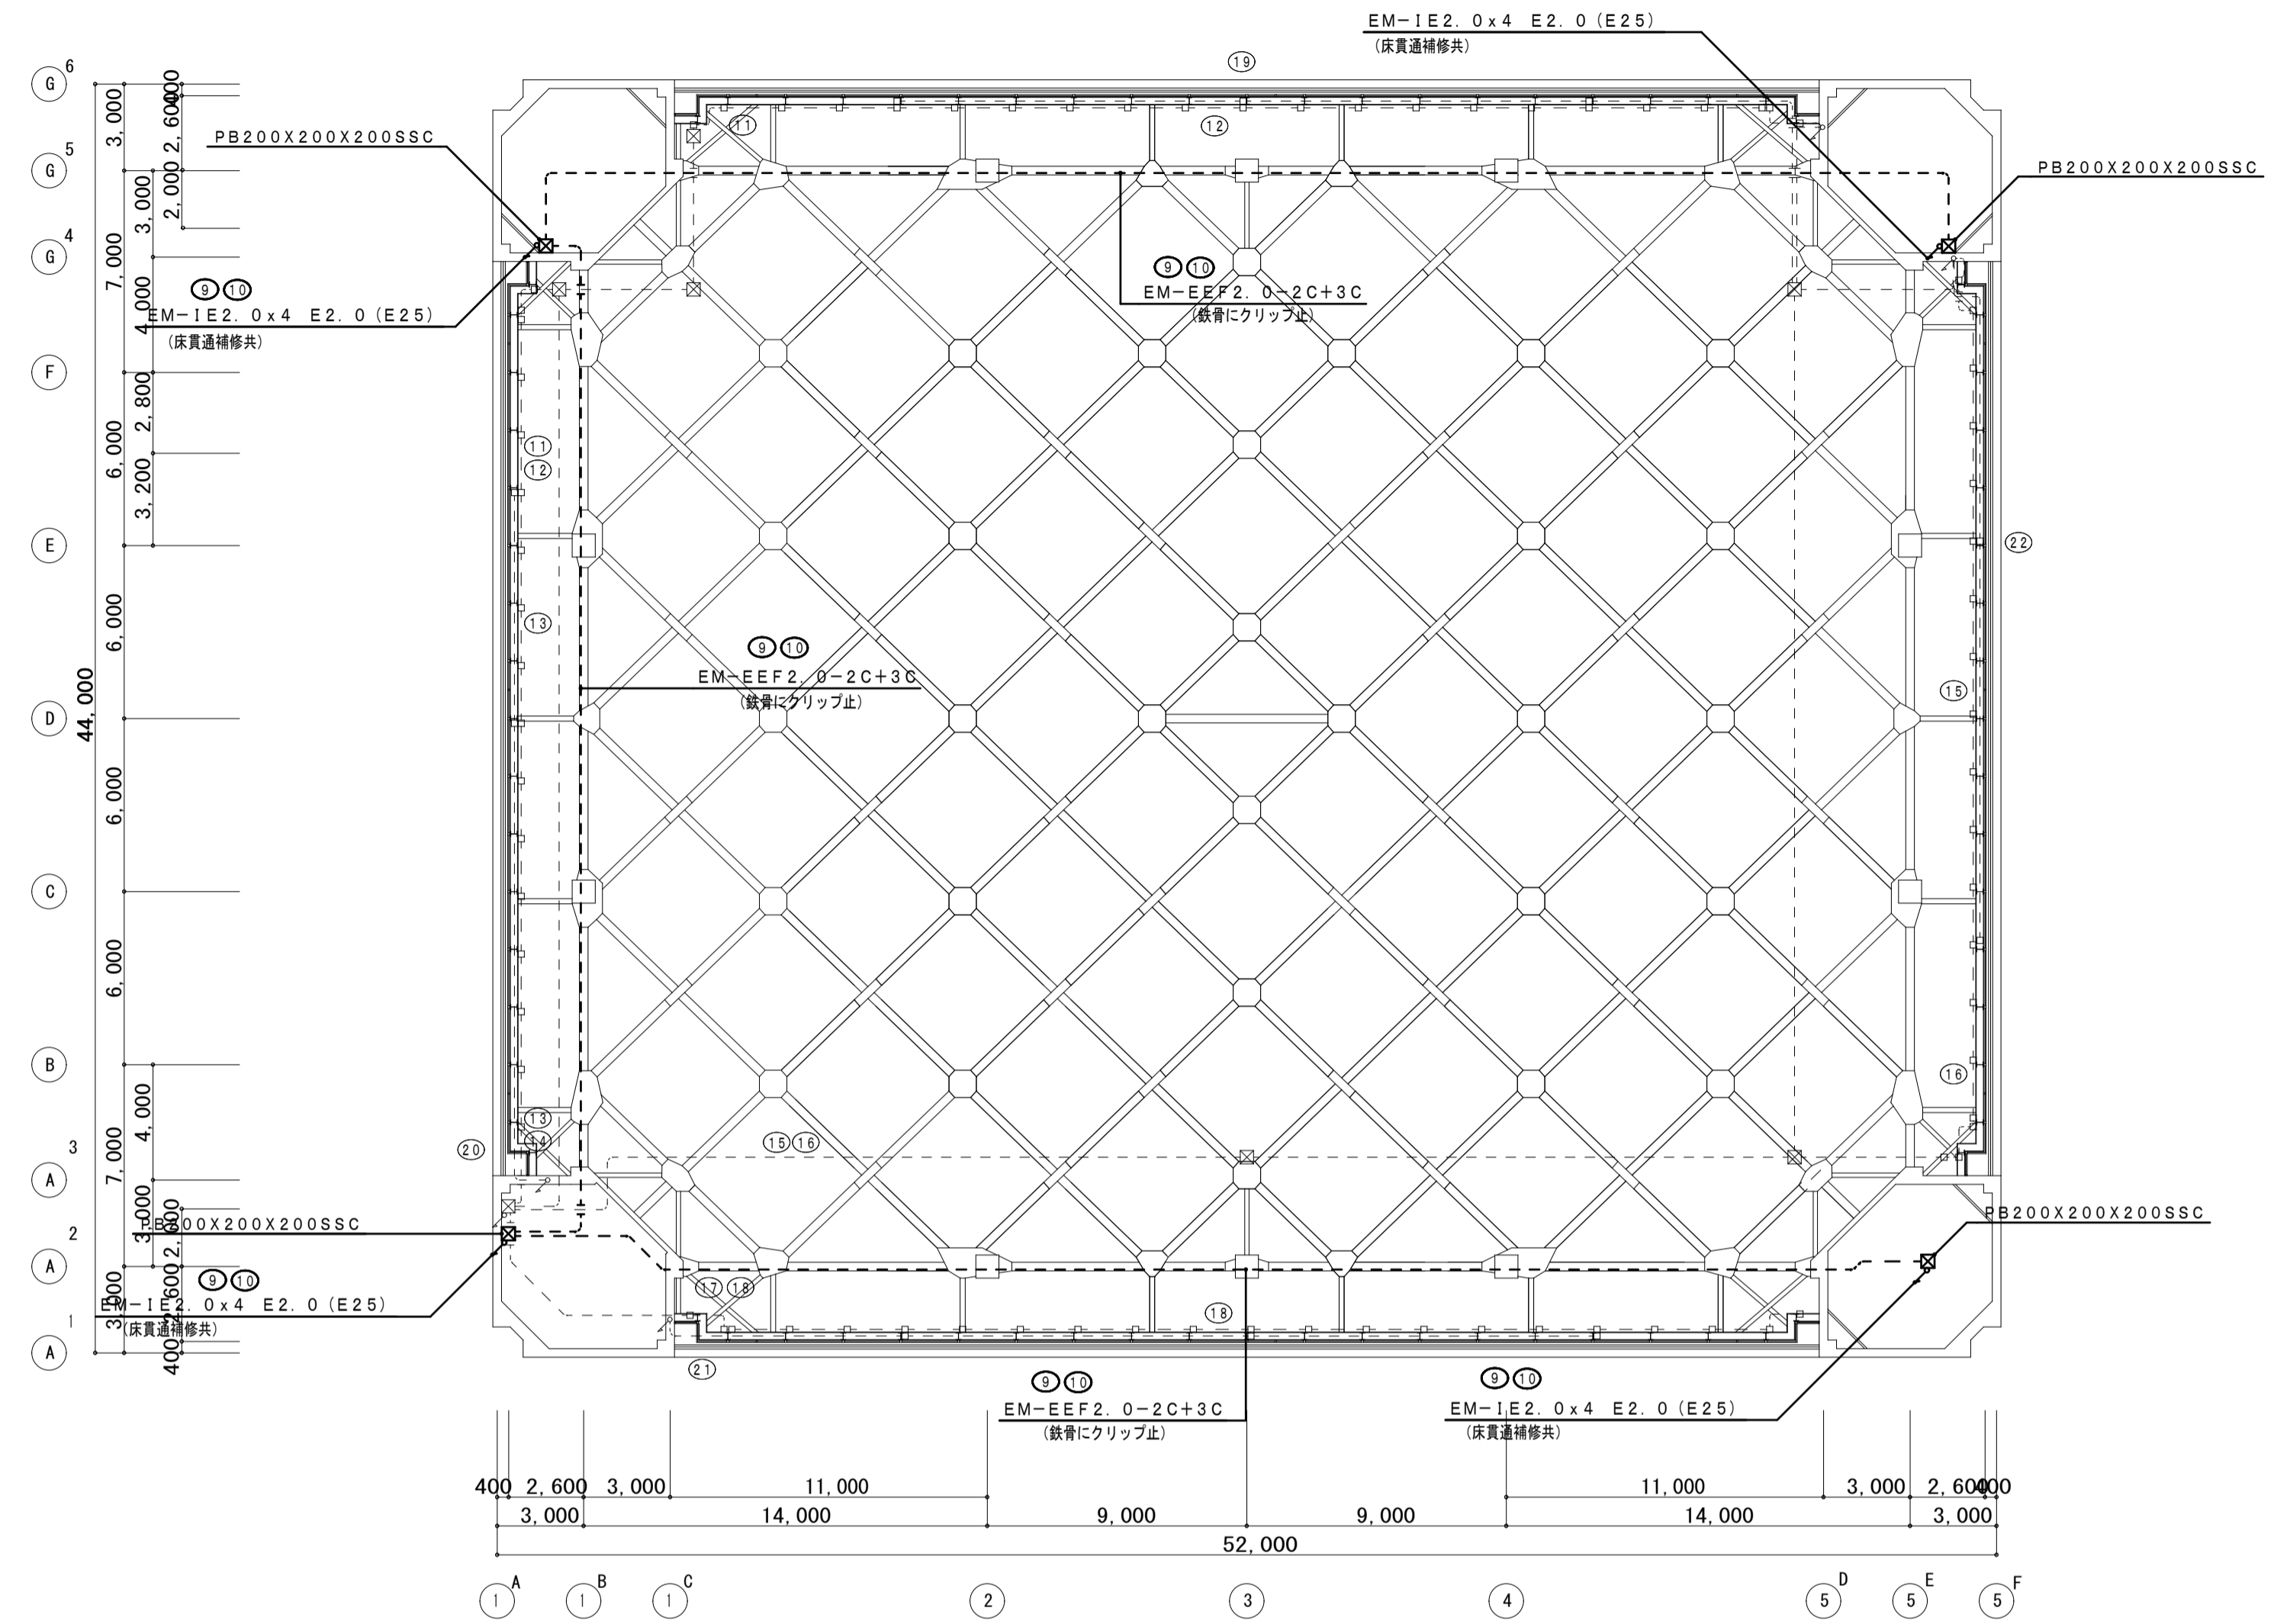 EM-IE2.0x4 E2.0(E25)
(床貫通補修共)
19
G6
PB200X200X200SSC
11
12
G5
PB200X200X200SSC
G4
9 10
EM-EEF2.0-2C+3C
(鉄骨にクリップ止)
9 10
EM-IE2.0x4 E2.0(E25)
(床貫通補修共)
F
11
12
E
22
13
9 10
EM-EEF2.0-2C+3C
(鉄骨にクリップ止)
15
D
C
B
16
13
14
15 16
20
A3
PB200X200X200SSC
PB200X200X200SSC
A2
9 10
EM-IE2.0x4 E2.0(E25)
(床貫通補修共)
17 18
18
A1
21
9 10
EM-EEF2.0-2C+3C
(鉄骨にクリップ止)
9 10
EM-IE2.0x4 E2.0(E25)
(床貫通補修共)
44,000
3,000
7,000
6,000
6,000
6,000
6,000
7,000
3,000
3,000
4,000
2,800
3,200
4,000
3,000
400
2,600
2,000
2,000
2,600
400
400 2,600 3,000 11,000 11,000 3,000 2,600 400
3,000 14,000 9,000 9,000 14,000 3,000
52,000
1A 1B 1C 2 3 4 5D 5E 5F